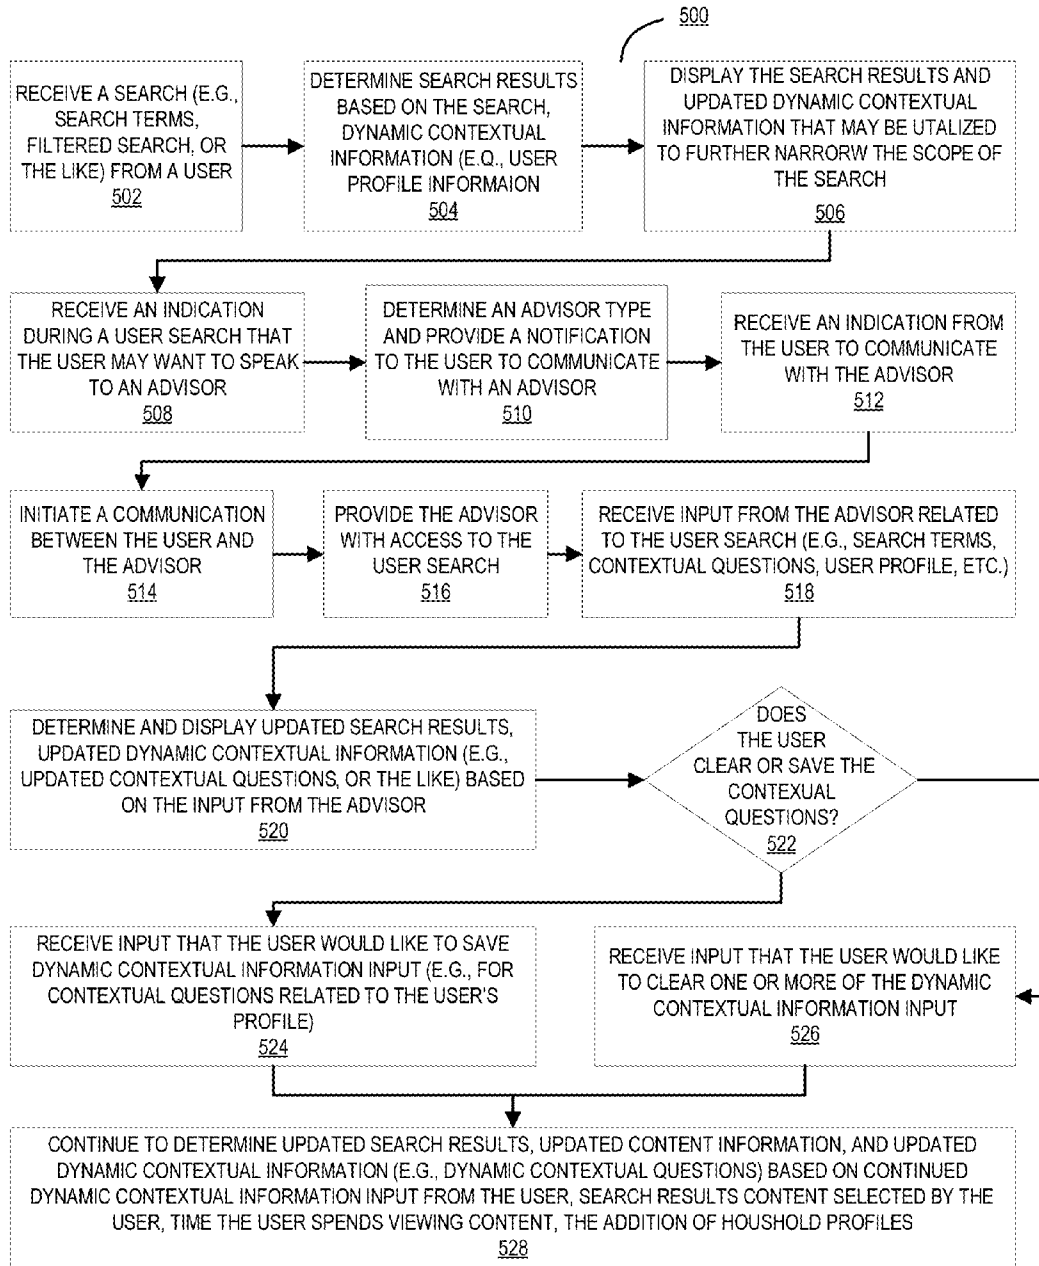 500
RECEIVE A SEARCH (E.G.,
SEARCH TERMS,
FILTERED SEARCH, OR
THE LIKE) FROM A USER
502
DETERMINE SEARCH RESULTS
BASED ON THE SEARCH,
DYNAMIC CONTEXTUAL
INFORMATION (E.Q., USER
PROFILE INFORMAION
504
DISPLAY THE SEARCH RESULTS AND
UPDATED DYNAMIC CONTEXTUAL
INFORMATION THAT MAY BE UTALIZED
TO FURTHER NARRORW THE SCOPE OF
THE SEARCH
506
RECEIVE AN INDICATION
DURING A USER SEARCH THAT
THE USER MAY WANT TO SPEAK
TO AN ADVISOR
508
DETERMINE AN ADVISOR TYPE
AND PROVIDE A NOTIFICATION
TO THE USER TO COMMUNICATE
WITH AN ADVISOR
510
RECEIVE AN INDICATION FROM
THE USER TO COMMUNICATE
WITH THE ADVISOR
512
INITIATE A COMMUNICATION
BETWEEN THE USER AND
THE ADVISOR
514
PROVIDE THE ADVISOR
WITH ACCESS TO THE
USER SEARCH
516
RECEIVE INPUT FROM THE ADVISOR RELATED
TO THE USER SEARCH (E.G., SEARCH TERMS,
CONTEXTUAL QUESTIONS, USER PROFILE, ETC.)
518
DETERMINE AND DISPLAY UPDATED SEARCH RESULTS,
UPDATED DYNAMIC CONTEXTUAL INFORMATION (E.G.,
UPDATED CONTEXTUAL QUESTIONS, OR THE LIKE) BASED
ON THE INPUT FROM THE ADVISOR
520
DOES
THE USER
CLEAR OR SAVE THE
CONTEXUAL
QUESTIONS?
522
RECEIVE INPUT THAT THE USER WOULD LIKE TO SAVE
DYNAMIC CONTEXTUAL INFORMATION INPUT (E.G., FOR
CONTEXTUAL QUESTIONS RELATED TO THE USER'S
PROFILE)
524
RECEIVE INPUT THAT THE USER WOULD LIKE
TO CLEAR ONE OR MORE OF THE DYNAMIC
CONTEXTUAL INFORMATION INPUT
526
CONTINUE TO DETERMINE UPDATED SEARCH RESULTS, UPDATED CONTENT INFORMATION, AND UPDATED
DYNAMIC CONTEXTUAL INFORMATION (E.G., DYNAMIC CONTEXTUAL QUESTIONS) BASED ON CONTINUED
DYNAMIC CONTEXTUAL INFORMATION INPUT FROM THE USER, SEARCH RESULTS CONTENT SELECTED BY THE
USER, TIME THE USER SPENDS VIEWING CONTENT, THE ADDITION OF HOUSHOLD PROFILES
528